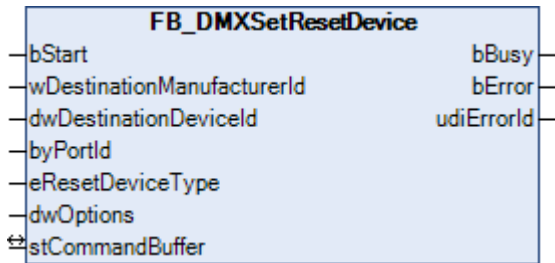 FB_DMXSetResetDevice
bStart bBusy
wDestinationManufacturerId bError
dwDestinationDeviceId udiErrorId
byPortId
eResetDeviceType
dwOptions
stCommandBuffer